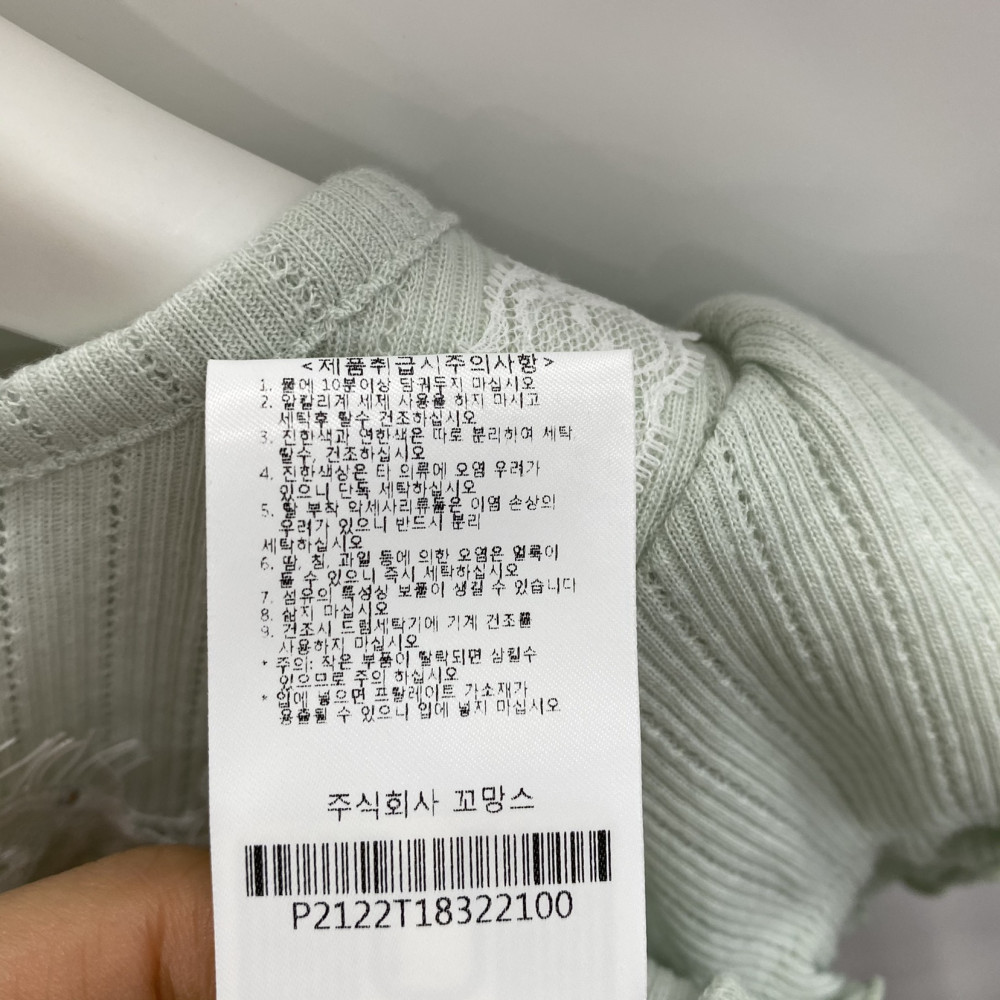 <제품취급시주의사항>
1. 물에 10분이상 담궈두지 마십시오
2. 알칼리계 세제 사용을 하지 마시고
세탁후 탈수 건조하십시오
3. 진한색과 연한색은 따로 분리하여 세탁
탈수, 건조하십시오
4. 진한색상은 타 의류에 오염 우려가
있으니 단독 세탁하십시오
5. 탈 부착 악세사리류들은 이염 손상의
우려가 있으니 반드시 분리
세탁하십시오
6. 땀, 침, 과일 등에 의한 오염은 얼룩이
될 수 있으니 즉시 세탁하십시오
7. 섬유의 특성상 보풀이 생길 수 있습니다
8. 삶지 마십시오
9. 건조시 드럼세탁기에 기계 건조를
사용하지 마십시오
* 주의: 작은 부품이 탈락되면 삼킬수
있으므로 주의 하십시오
* 입에 넣으면 프탈레이트 가소재가
용출될 수 있으니 입에 넣지 마십시오
주식회사 꼬망스
P2122T18322100